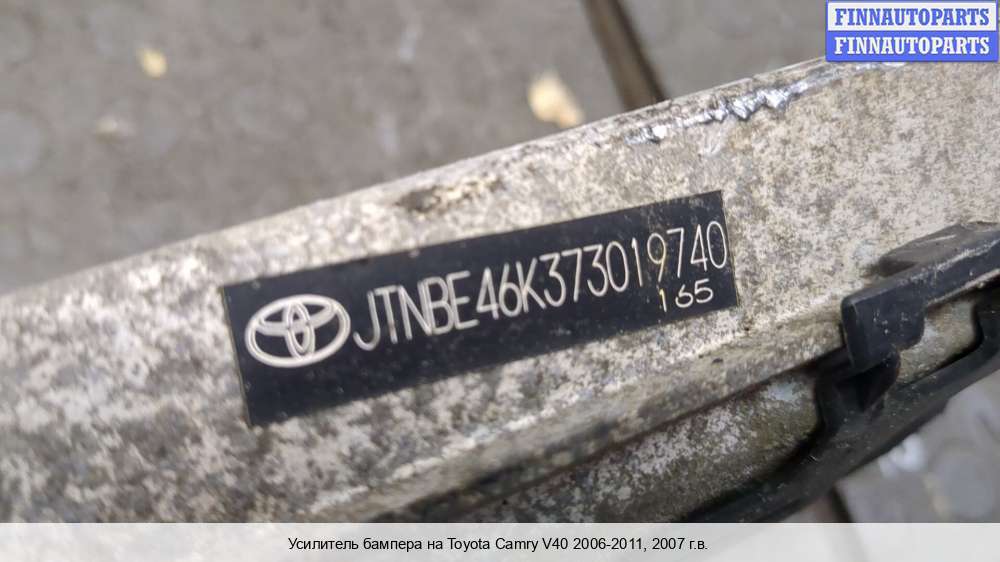 FINNAUTOPARTS
FINNAUTOPARTS
JTNBE46K373019740
165
Усилитель бампера на Toyota Camry V40 2006-2011, 2007 г.в.